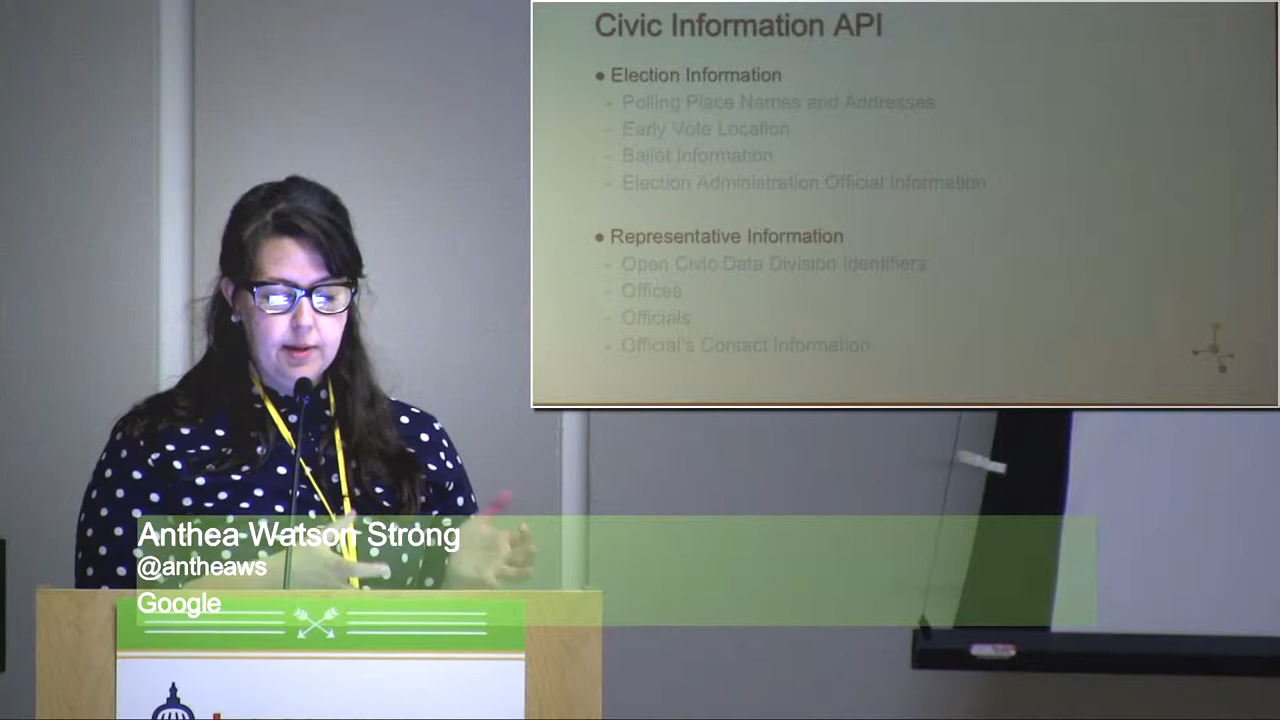 Civic Information API
● Election Information
- Polling Place Names and Addresses
- Early Vote Location
- Ballot Information
- Election Administration Official Information
● Representative Information
- Open Civic Data Division Identifiers
- Offices
- Officials
- Official's Contact Information
Anthea Watson Strong
@antheaws
Google